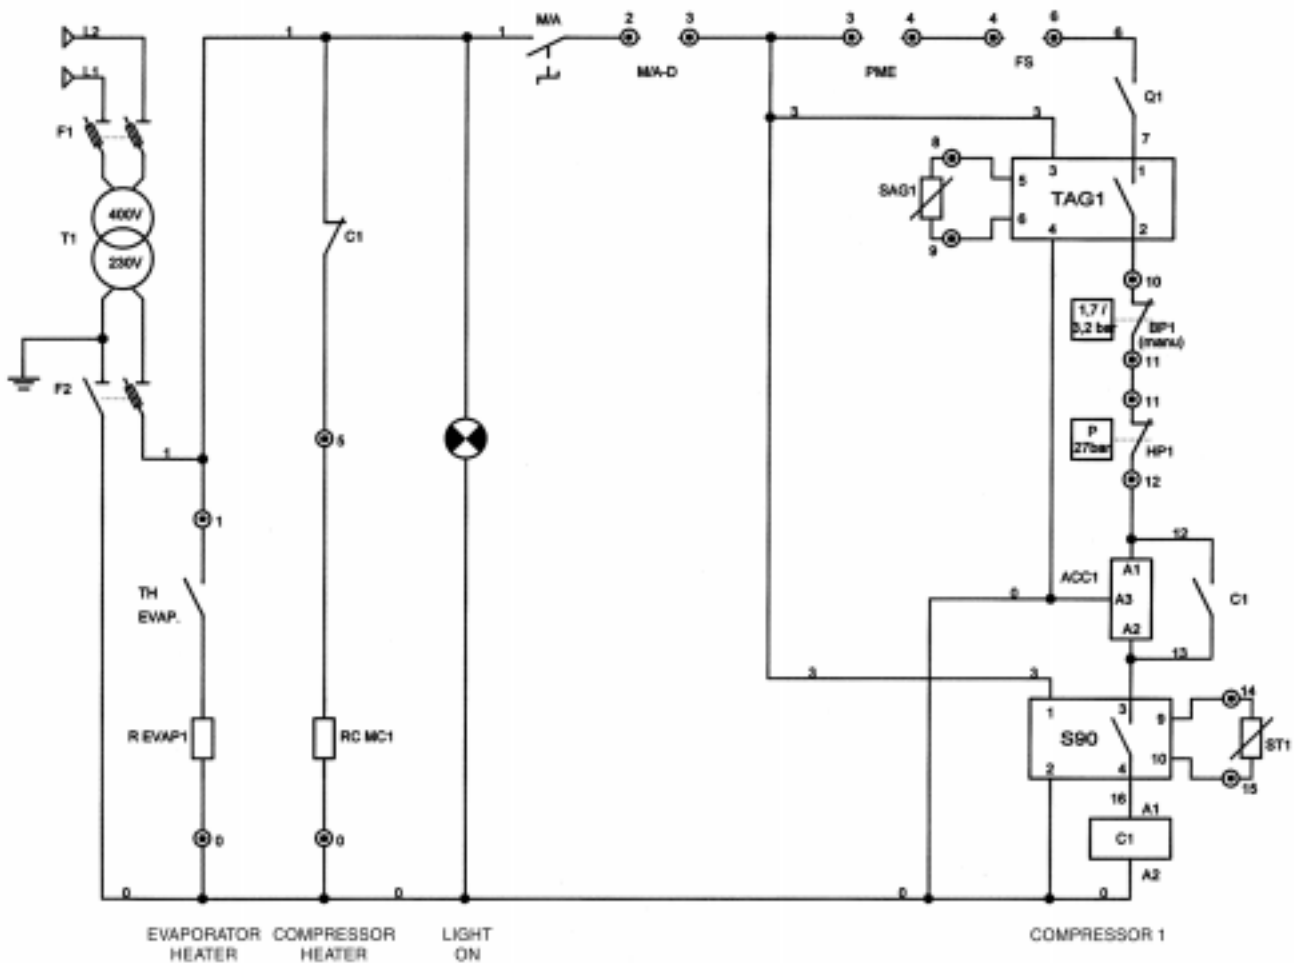 L2
L1
F1
400V
T1
230V
F2
1
1
TH
EVAP.
R EVAP1
0
0
1
C1
5
RC MC1
0
0
1
M/A
2
3
M/A-D
3
4
PME
4
6
FS
6
Q1
7
3
3
8
SAG1
9
3
1
5
TAG1
6
4
2
10
1,7 /
3,2 bar
BP1
(manu)
11
11
P
27bar
HP1
12
12
ACC1
A1
0
A3
C1
A2
13
3
3
1
3
9
14
S90
ST1
2
4
10
15
16
A1
C1
A2
0
0
EVAPORATOR
HEATER
COMPRESSOR
HEATER
LIGHT
ON
COMPRESSOR 1